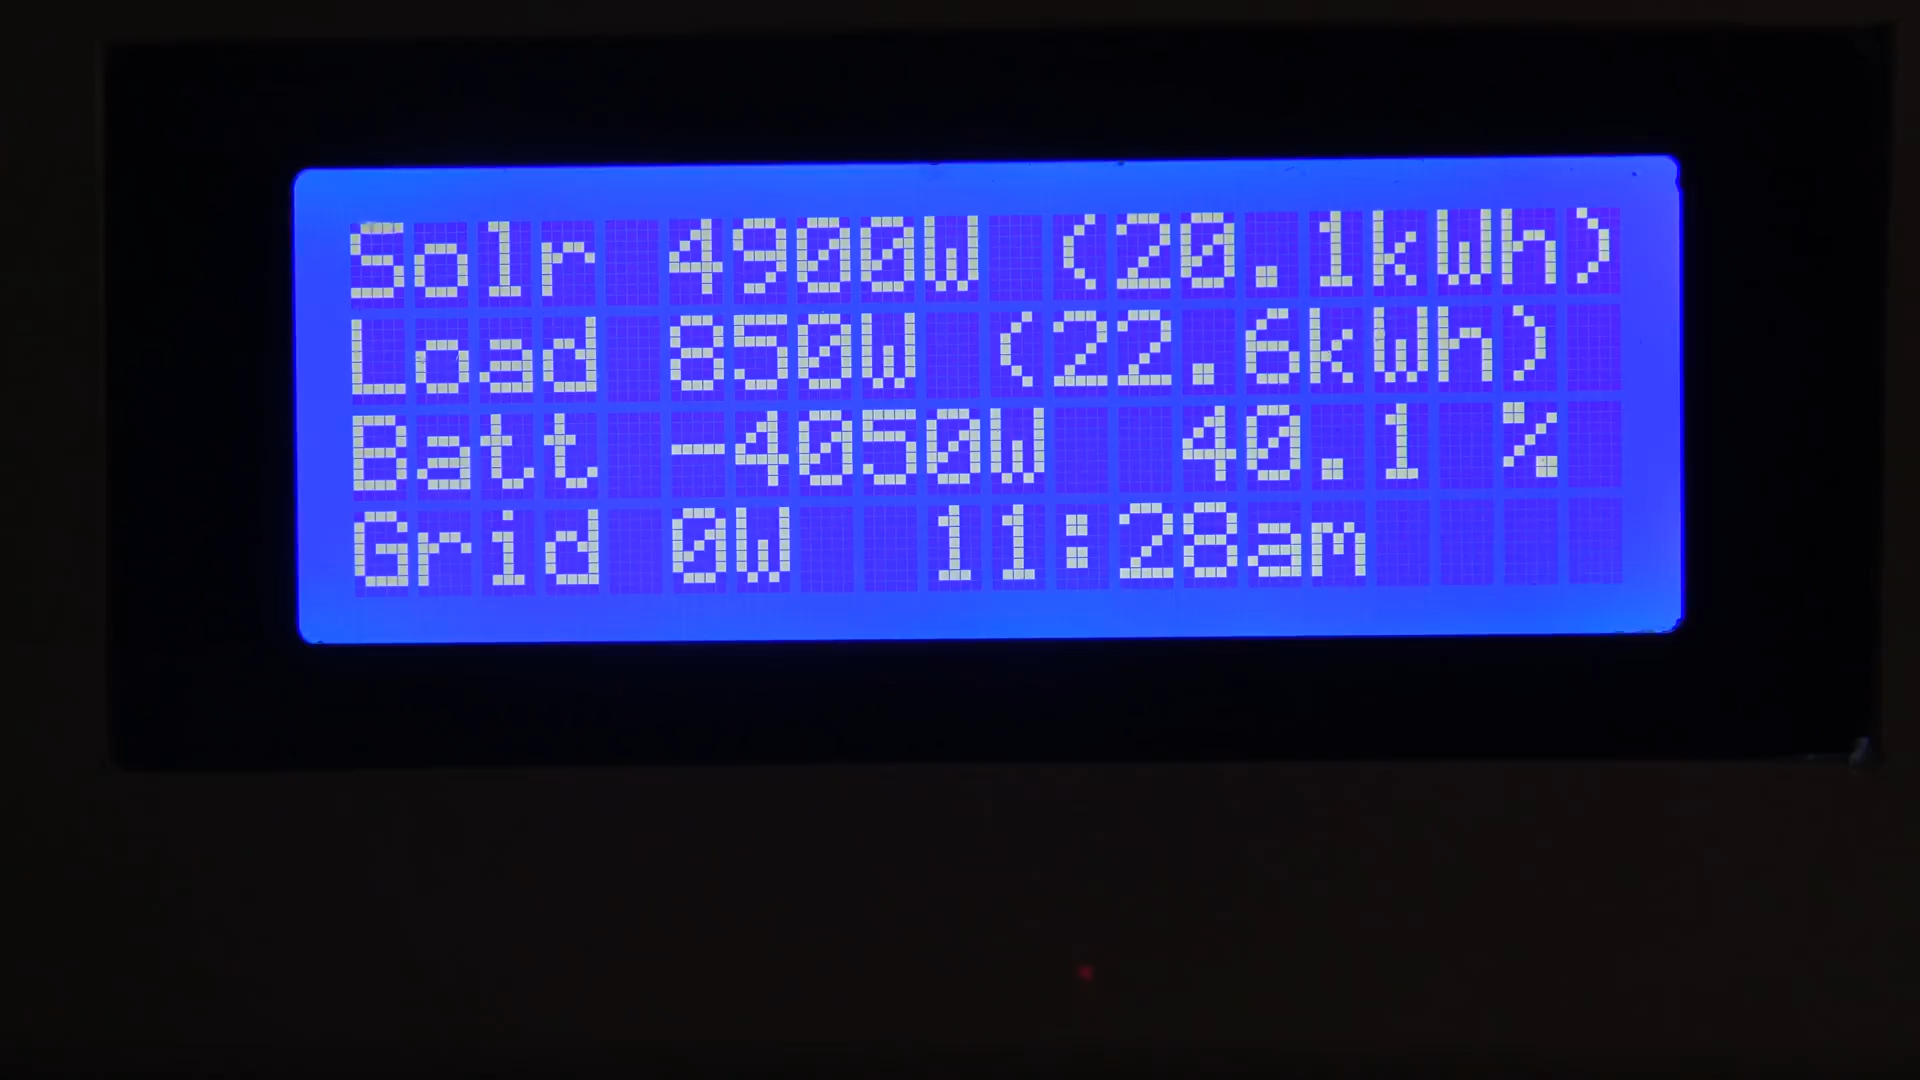 Solr 4900W (20.1kWh)
Load 850W (22.6kWh)
Batt -4050W  40.1 %
Grid 0W  11:28am